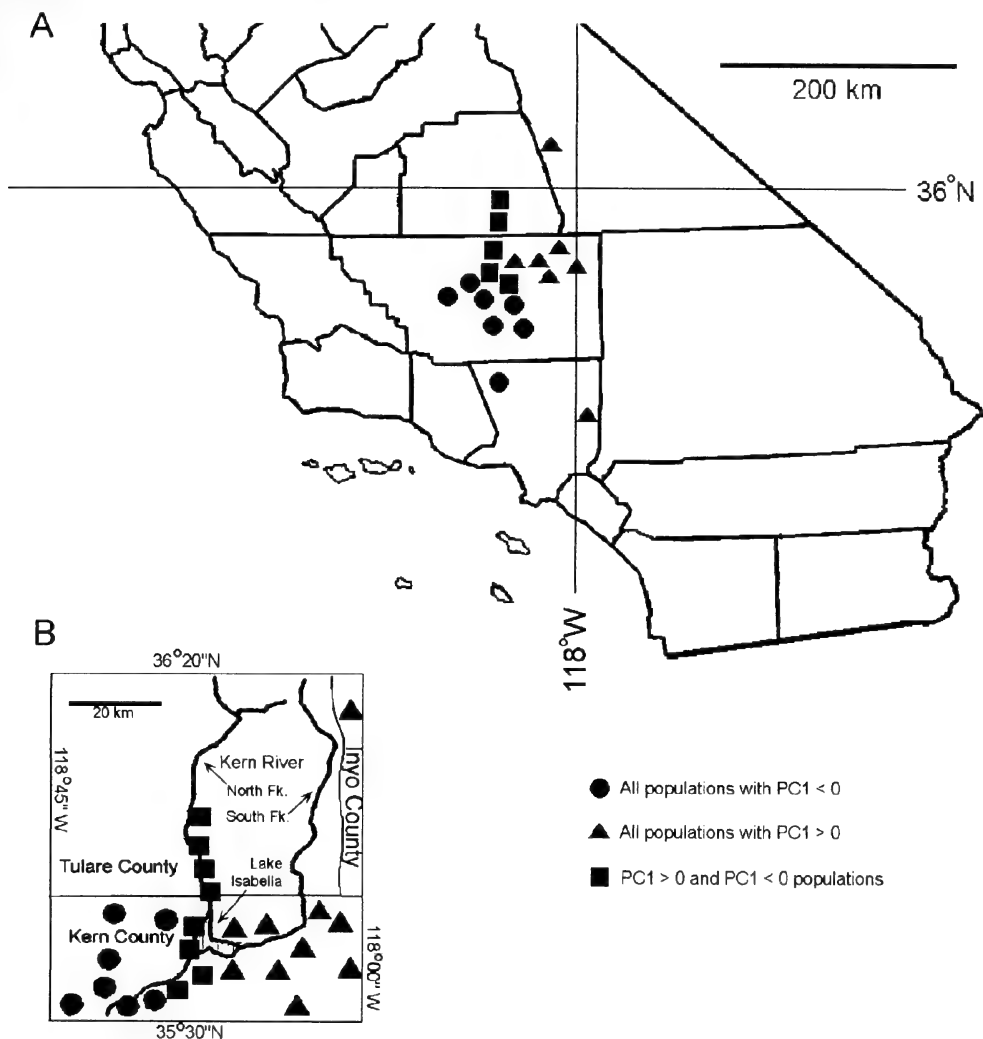 A
200 km
36°N
118°W
B
36°20"N
20 km
118°45" W
Kern River
North Fk.
South Fk.
Inyo County
Tulare County
Lake
Isabella
Kern County
118°00" W
35°30"N
All populations with PC1 < 0
All populations with PC1 > 0
PC1 > 0 and PC1 < 0 populations